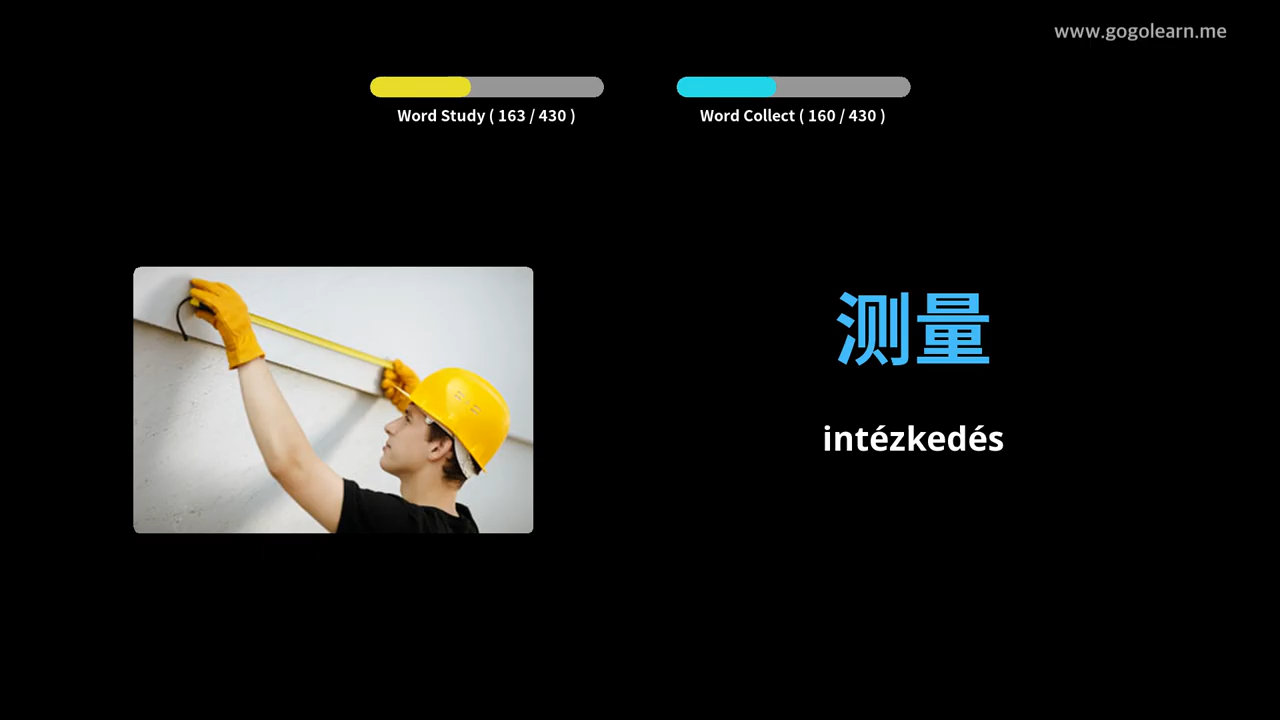 www.gogolearn.me
Word Study ( 163 / 430 )
Word Collect ( 160 / 430 )
测量
intézkedés